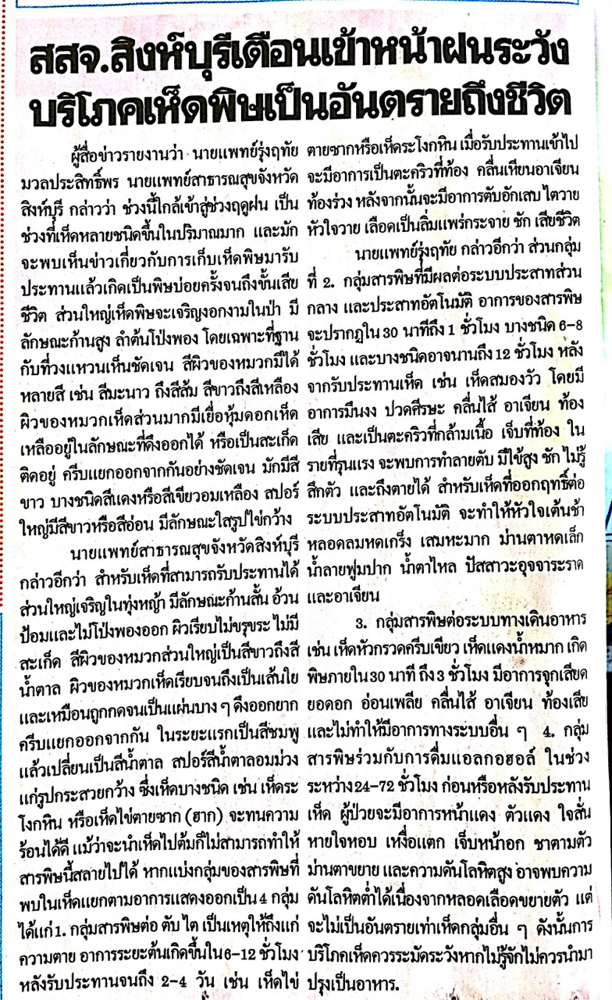 สสจ.สิงห์บุรีเตือนเข้าหน้าฝนระวัง
บริโภคเห็ดพิษเป็นอันตรายถึงชีวิต
ผู้สื่อข่าวรายงานว่า นายแพทย์รุ่งฤทัย
มวลประสิทธิ์พร นายแพทย์สาธารณสุขจังหวัด
สิงห์บุรี กล่าวว่า ช่วงนี้ใกล้เข้าสู่ช่วงฤดูฝน เป็น
ช่วงที่เห็ดหลายชนิดขึ้นในปริมาณมาก และมัก
จะพบเห็นข่าวเกี่ยวกับการเก็บเห็ดพิษมารับ
ประทานแล้วเกิดเป็นพิษบ่อยครั้งจนถึงขั้นเสีย
ชีวิต ส่วนใหญ่เห็ดพิษจะเจริญงอกงามในป่า มี
ลักษณะก้านสูง ลำต้นโป่งพอง โดยเฉพาะที่ฐาน
กับที่วงแหวนเห็นชัดเจน สีผิวของหมวกมีได้
หลายสี เช่น สีมะนาว ถึงสีส้ม สีขาวถึงสีเหลือง
ผิวของหมวกเห็ดส่วนมากมีเยื่อหุ้มดอกเห็ด
เหลืออยู่ในลักษณะที่ดึงออกได้ หรือเป็นสะเก็ด
ติดอยู่ ครีบแยกออกจากกันอย่างชัดเจน มักมีสี
ขาว บางชนิดสีแดงหรือสีเขียวอมเหลือง สปอร์
ใหญ่มีสีขาวหรือสีอ่อน มีลักษณะใสรูปไข่กว้าง
นายแพทย์สาธารณสุขจังหวัดสิงห์บุรี
กล่าวอีกว่า สำหรับเห็ดที่สามารถรับประทานได้
ส่วนใหญ่เจริญในทุ่งหญ้า มีลักษณะก้านสั้น อ้วน
ป้อมและไม่โป่งพองออก ผิวเรียบไม่ขรุขระ ไม่มี
สะเก็ด สีผิวของหมวกส่วนใหญ่เป็นสีขาวถึงสี
น้ำตาล ผิวของหมวกเห็ดเรียบจนถึงเป็นเส้นใย
และเหมือนถูกกดจนเป็นแผ่นบาง ๆ ดึงออกยาก
ครีบแยกออกจากกัน ในระยะแรกเป็นสีชมพู
แล้วเปลี่ยนเป็นสีน้ำตาล สปอร์สีน้ำตาลอมม่วง
แก่รูปกระสวยกว้าง ซึ่งเห็ดบางชนิด เช่น เห็ดระ
โงกหิน หรือเห็ดไข่ตายซาก (ฮาก) จะทนความ
ร้อนได้ดี แม้ว่าจะนำเห็ดไปต้มก็ไม่สามารถทำให้
สารพิษนี้สลายไปได้ หากแบ่งกลุ่มของสารพิษที่
พบในเห็ดแยกตามอาการแสดงออกเป็น 4 กลุ่ม
ได้แก่ 1. กลุ่มสารพิษต่อ ตับ ไต เป็นเหตุให้ถึงแก่
ความตาย อาการระยะต้นเกิดขึ้นใน 6-12 ชั่วโมง
หลังรับประทานจนถึง 2-4 วัน เช่น เห็ดไข่
ตายซากหรือเห็ดระโงกหิน เมื่อรับประทานเข้าไป
จะมีอาการเป็นตะคริวที่ท้อง คลื่นเหียนอาเจียน
ท้องร่วง หลังจากนั้นจะมีอาการตับอักเสบ ไตวาย
หัวใจวาย เลือดเป็นลิ่มแพร่กระจาย ชัก เสียชีวิต
นายแพทย์รุ่งฤทัย กล่าวอีกว่า ส่วนกลุ่ม
ที่ 2. กลุ่มสารพิษที่มีผลต่อระบบประสาทส่วน
กลาง และประสาทอัตโนมัติ อาการของสารพิษ
จะปรากฏใน 30 นาทีถึง 1 ชั่วโมง บางชนิด 6-8
ชั่วโมง และบางชนิดอาจนานถึง 12 ชั่วโมง หลัง
จากรับประทานเห็ด เช่น เห็ดสมองวัว โดยมี
อาการมึนงง ปวดศีรษะ คลื่นไส้ อาเจียน ท้อง
เสีย และเป็นตะคริวที่กล้ามเนื้อ เจ็บที่ท้อง ใน
รายที่รุนแรง จะพบการทำลายตับ มีไข้สูง ชัก ไม่รู้
สึกตัว และถึงตายได้ สำหรับเห็ดที่ออกฤทธิ์ต่อ
ระบบประสาทอัตโนมัติ จะทำให้หัวใจเต้นช้า
หลอดลมหดเกร็ง เสมหะมาก ม่านตาหดเล็ก
น้ำลายฟูมปาก น้ำตาไหล ปัสสาวะอุจจาระราด
และอาเจียน
3. กลุ่มสารพิษต่อระบบทางเดินอาหาร
เช่น เห็ดหัวกรวดครีบเขียว เห็ดแดงน้ำหมาก เกิด
พิษภายใน 30 นาที ถึง 3 ชั่วโมง มีอาการจุกเสียด
ยอดอก อ่อนเพลีย คลื่นไส้ อาเจียน ท้องเสีย
และไม่ทำให้มีอาการทางระบบอื่น ๆ 4. กลุ่ม
สารพิษร่วมกับการดื่มแอลกอฮอล์ ในช่วง
ระหว่าง 24-72 ชั่วโมง ก่อนหรือหลังรับประทาน
เห็ด ผู้ป่วยจะมีอาการหน้าแดง ตัวแดง ใจสั่น
หายใจหอบ เหงื่อแตก เจ็บหน้าอก ชาตามตัว
ม่านตาขยาย และความดันโลหิตสูง อาจพบความ
ดันโลหิตต่ำได้เนื่องจากหลอดเลือดขยายตัว แต่
จะไม่เป็นอันตรายเท่าเห็ดกลุ่มอื่น ๆ ดังนั้นการ
บริโภคเห็ดควรระมัดระวังหากไม่รู้จักไม่ควรนำมา
ปรุงเป็นอาหาร.